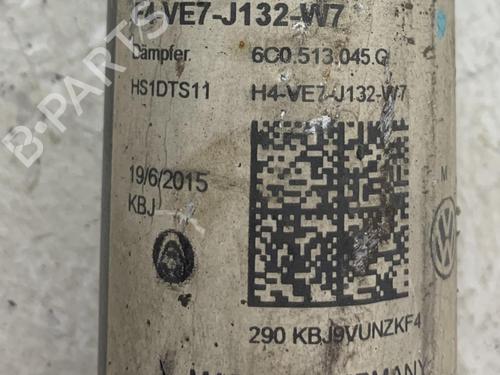 VE7-J132-W7
Dämpfer. 6C0.513.045.Q
HS1DTS11 H4-VE7-J132-W7
19/6/2015
KBJ
M
290 KBJ9VUNZKF4
B-PARTS